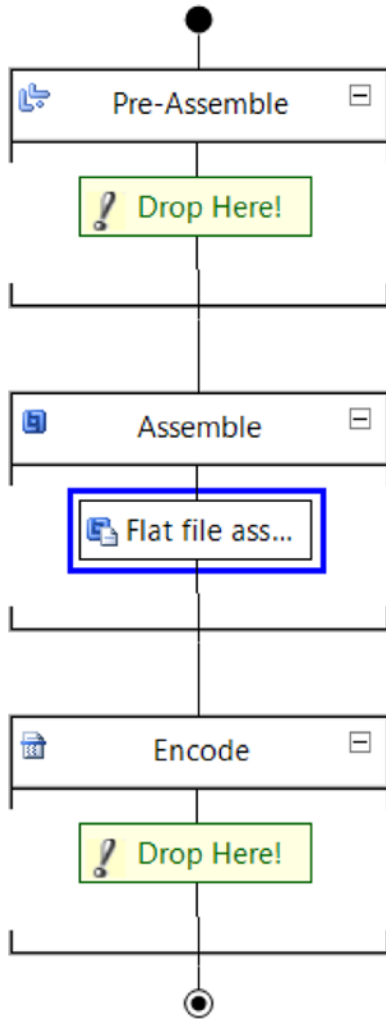 Pre-Assemble
Drop Here!
Assemble
Flat file ass...
Encode
Drop Here!